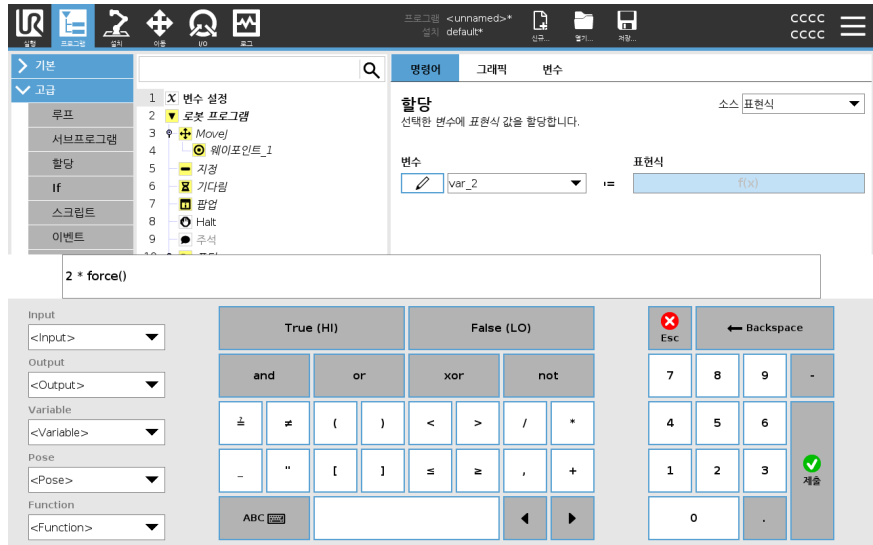 실행
프로그램
설치
이동
I/O
로그
프로그램 <unnamed>*
설치 default*
신규...
열기...
저장...
CCCC
CCCC
기본
고급
루프
서브프로그램
할당
If
스크립트
이벤트
1 X 변수 설정
2 로봇 프로그램
3 MoveJ
4 웨이포인트_1
5 지정
6 기다림
7 팝업
8 Halt
9 주석
명령어 그래픽 변수
할당
소스 표현식
선택한 변수에 표현식 값을 할당합니다.
변수 표현식
var_2 := f(x)
2 * force()
Input
<Input>
Output
<Output>
Variable
<Variable>
Pose
<Pose>
Function
<Function>
True (HI) False (LO)
and or xor not
≟ ≠ ( ) < > / *
_ " [ ] ≤ ≥ , +
ABC
Esc ← Backspace
7 8 9 -
4 5 6
1 2 3
제출
0 .